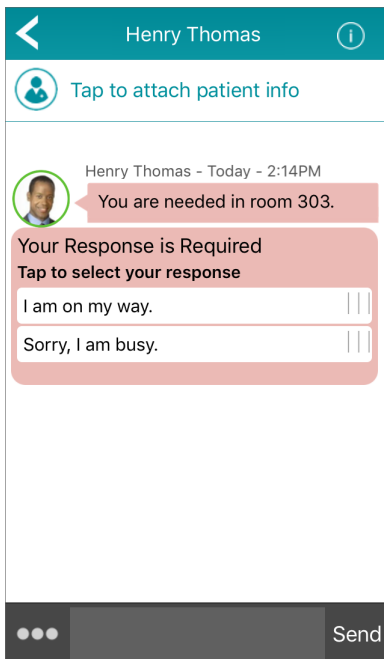 Henry Thomas
Tap to attach patient info
Henry Thomas - Today - 2:14PM
You are needed in room 303.
Your Response is Required
Tap to select your response
I am on my way.
Sorry, I am busy.
Send